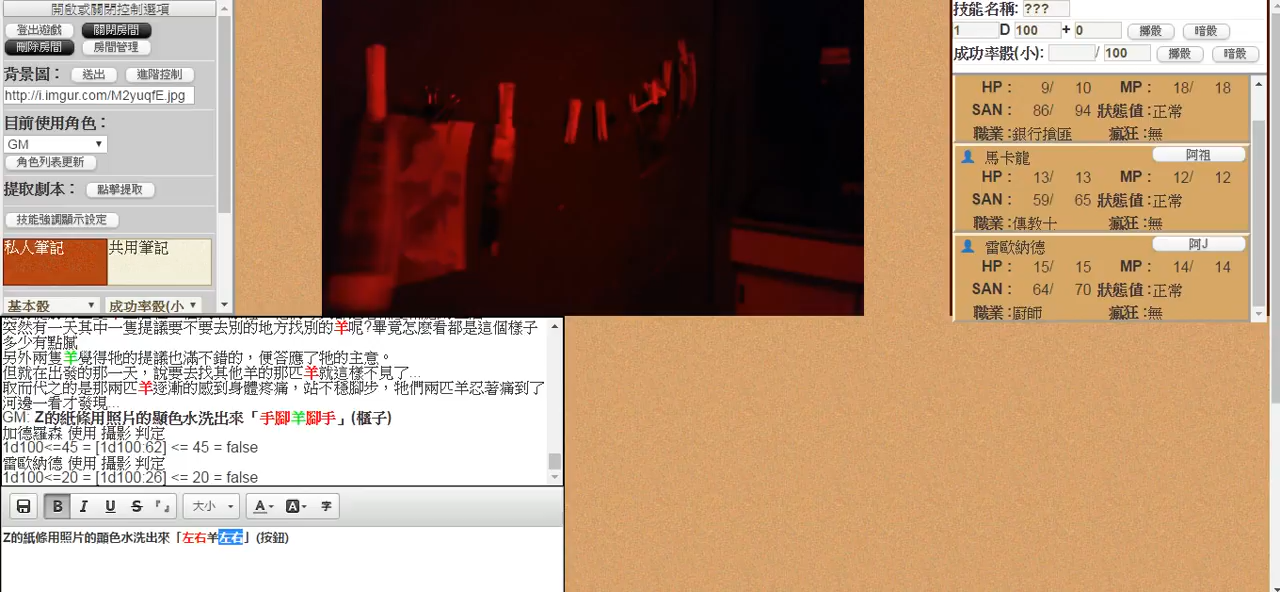 開啟或關閉控制選項
登出遊戲 關閉房間
刪除房間 房間管理
背景圖： 送出 進階控制
http://i.imgur.com/M2yuqfE.jpg
目前使用角色：
GM
角色列表更新
提取劇本： 點擊提取
技能強調顯示設定
私人筆記 共用筆記
基本骰 成功率骰(小
技能名稱: ???
1 D 100 + 0 擲骰 暗骰
成功率骰(小): / 100 擲骰 暗骰
HP： 9/ 10 MP： 18/ 18
SAN： 86/ 94 狀態值：正常
職業：銀行搶匪 瘋狂：無
馬卡龍 阿祖
HP： 13/ 13 MP： 12/ 12
SAN： 59/ 65 狀態值：正常
職業：傳教士 瘋狂：無
雷歐納德 阿J
HP： 15/ 15 MP： 14/ 14
SAN： 64/ 70 狀態值：正常
職業：廚師 瘋狂：無
突然有一天其中一隻提議要不要去別的地方找別的羊呢?畢竟怎麼看都是這個樣子
多少有點膩
另外兩隻羊覺得牠的提議也滿不錯的，便答應了牠的主意。
但就在出發的那一天，說要去找其他羊的那匹羊就這樣不見了...
取而代之的是那兩匹羊逐漸的感到身體疼痛，站不穩腳步，牠們兩匹羊忍著痛到了
河邊一看才發現...
GM: Z的紙條用照片的顯色水洗出來「手腳羊腳手」(櫃子)
加德羅森 使用 攝影 判定
1d100<=45 = [1d100:62] <= 45 = false
雷歐納德 使用 攝影 判定
1d100<=20 = [1d100:26] <= 20 = false
B I U S 『』 大小 A A 字
Z的紙條用照片的顯色水洗出來「左右羊左右」(按鈕)